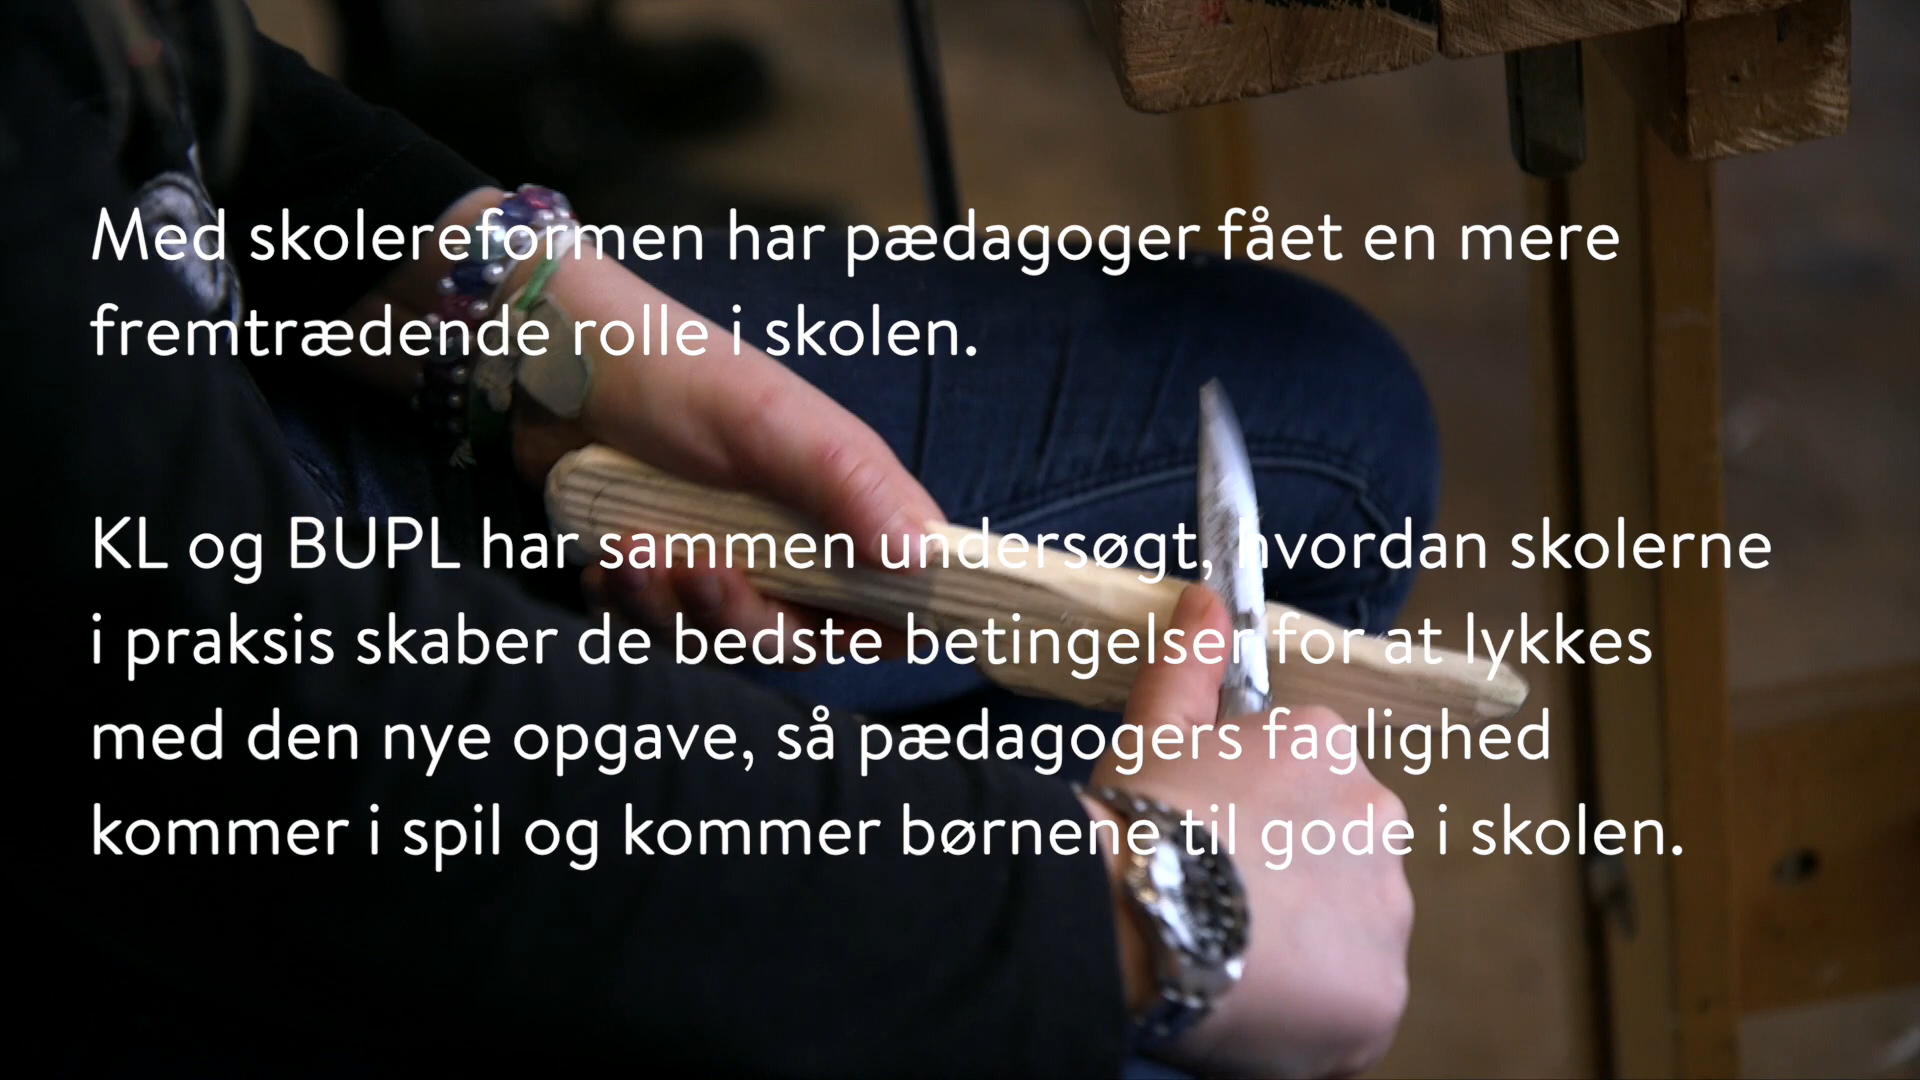 Med skolereformen har pædagoger fået en mere
fremtrædende rolle i skolen.
KL og BUPL har sammen undersøgt, hvordan skolerne
i praksis skaber de bedste betingelser for at lykkes
med den nye opgave, så pædagogers faglighed
kommer i spil og kommer børnene til gode i skolen.